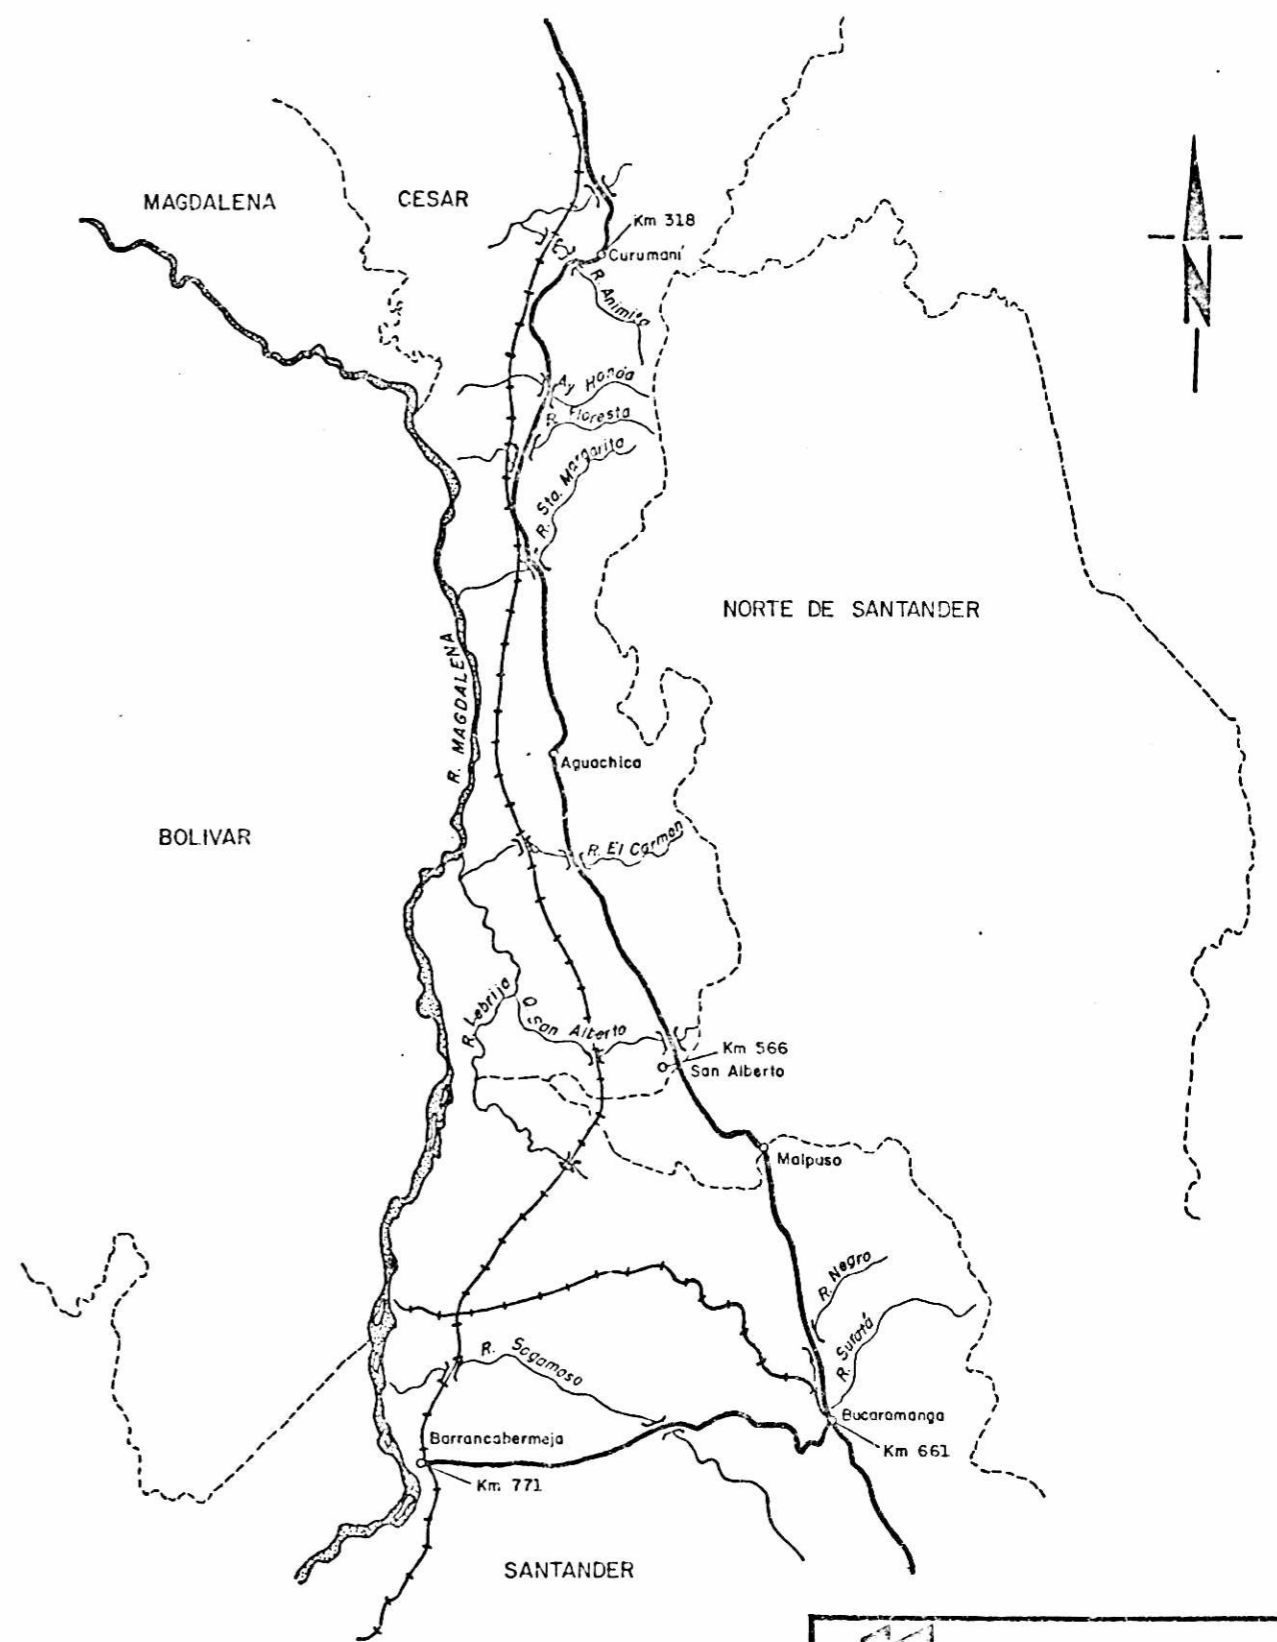 MAGDALENA
CESAR
Km 318
Curumaní
R. Animito
Ay Honda
R. Floresta
R. Sta. Margarita
NORTE DE SANTANDER
R. MAGDALENA
Aguachica
BOLIVAR
R. El Carmen
R. Lebrija
Q. San Alberto
Km 566
San Alberto
Malpaso
R. Negro
R. Suratá
R. Sogamoso
Bucaramanga
Barrancabermeja
Km 661
Km 771
SANTANDER
N